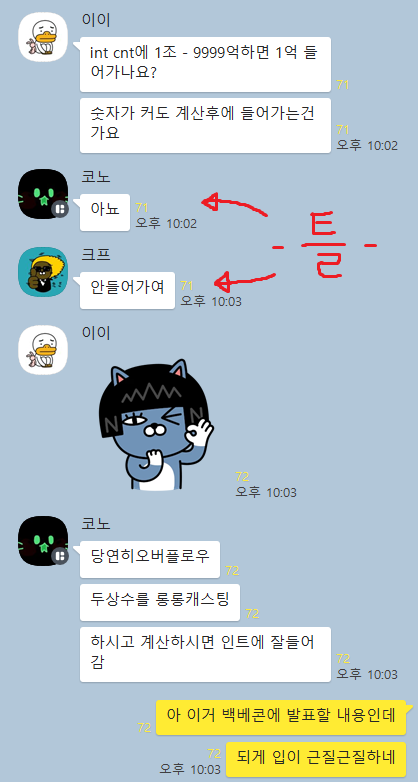 이이
int cnt에 1조 - 9999억하면 1억 들
어가나요?
71
숫자가 커도 계산후에 들어가는건
가요
71
오후 10:02
코노
아뇨
71
오후 10:02
- 틀 -
크프
안들어가여
71
오후 10:03
이이
72
오후 10:03
코노
당연히오버플로우
72
두상수를 롱롱캐스팅
72
하시고 계산하시면 인트에 잘들어
감
72
오후 10:03
아 이거 백베콘에 발표할 내용인데
72
되게 입이 근질근질하네
72
오후 10:03